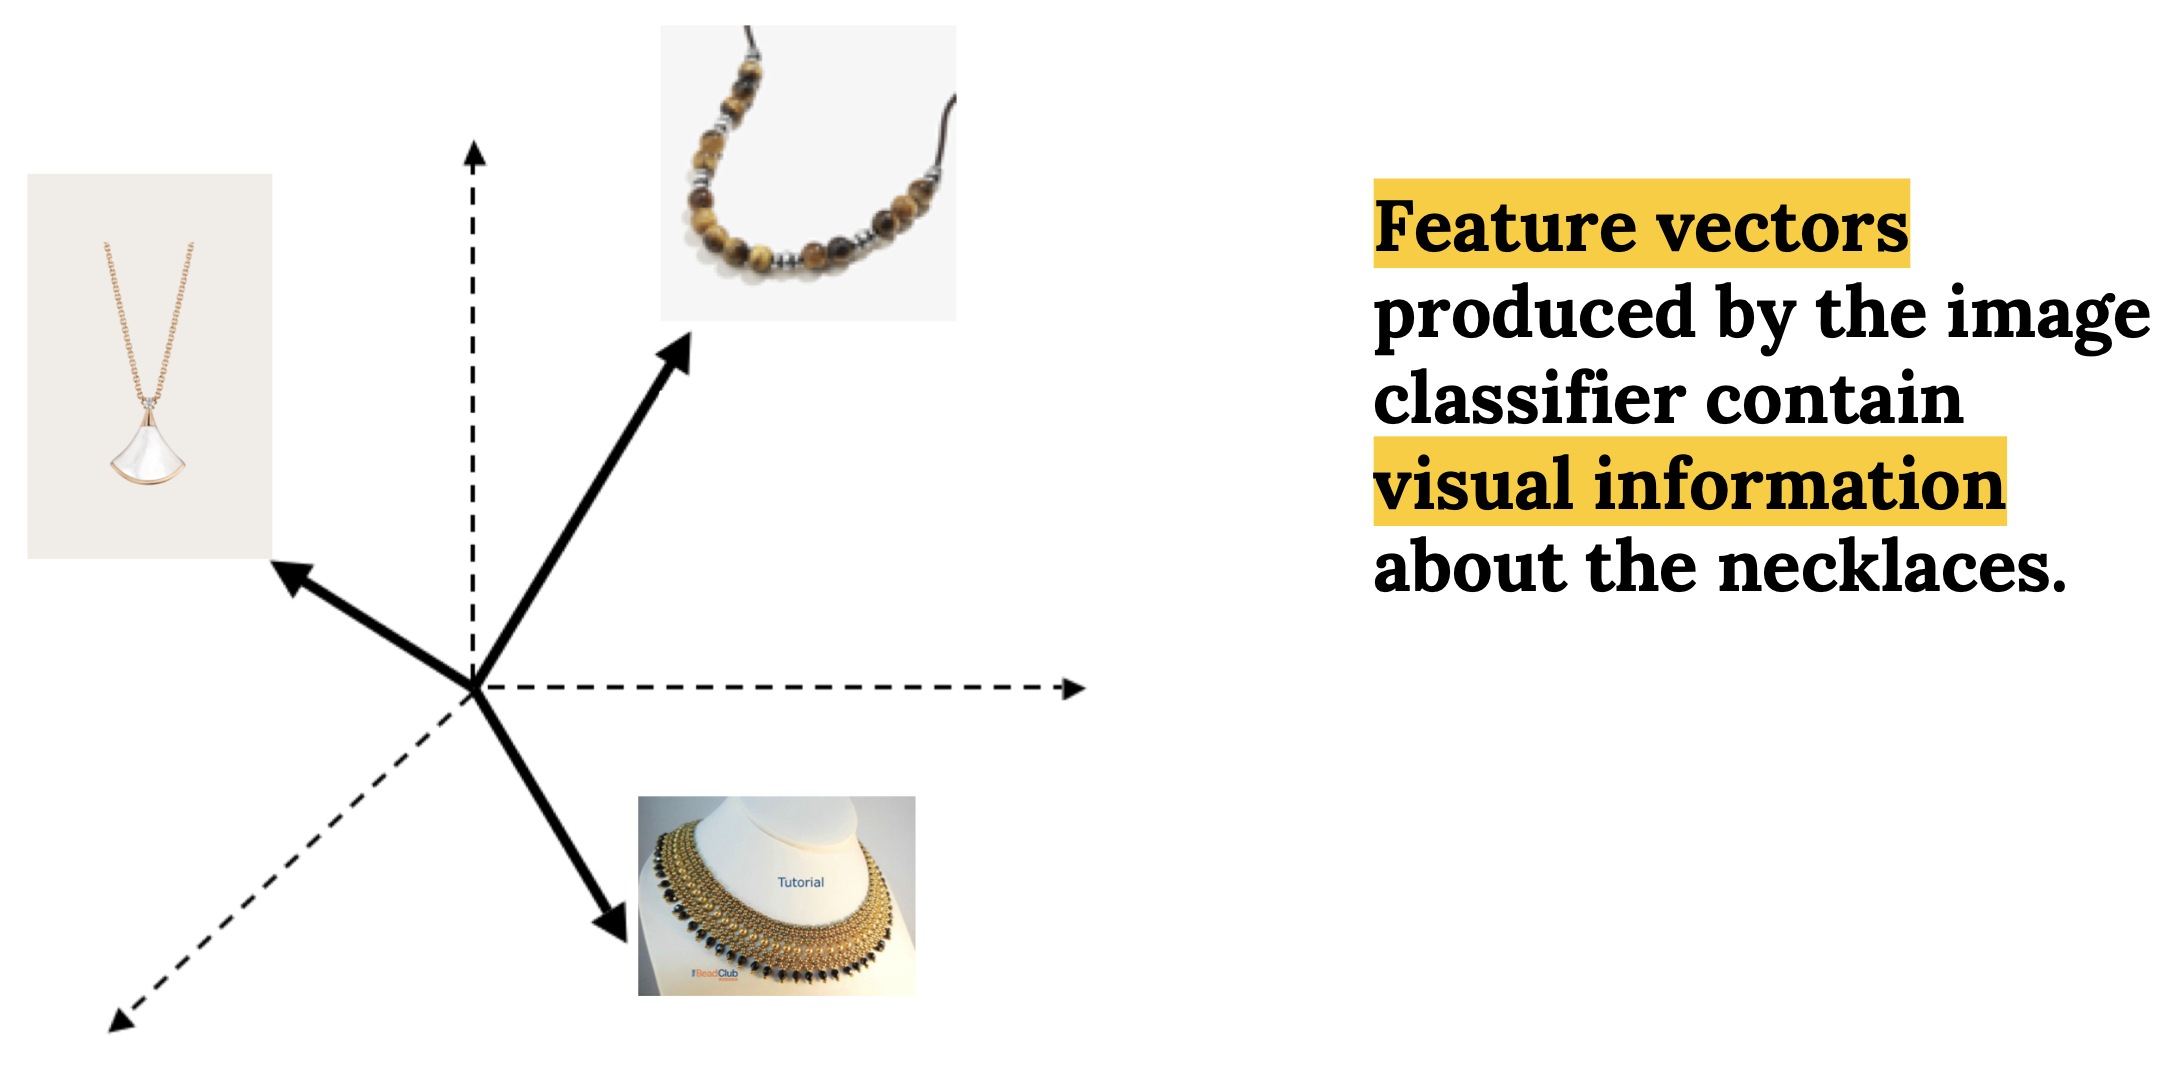 Feature vectors
produced by the image
classifier contain
visual information
about the necklaces.
Tutorial
BeadClub